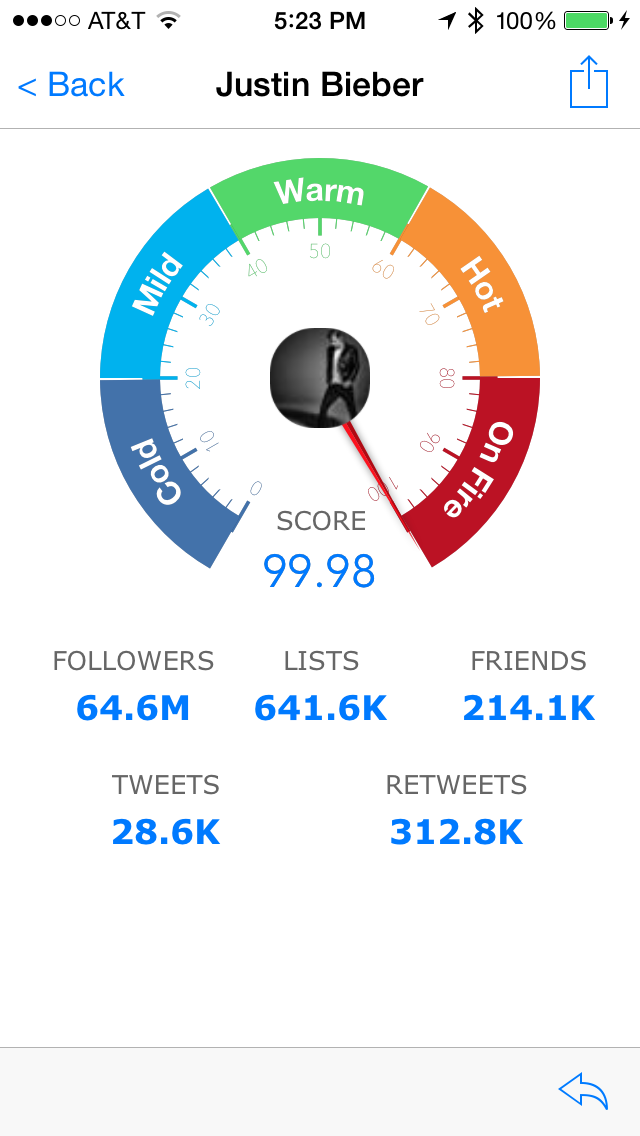 AT&T 5:23 PM 100%
< Back Justin Bieber
Cold Mild Warm Hot On Fire
0 10 20 30 40 50 60 70 80 90 100
SCORE
99.98
FOLLOWERS LISTS FRIENDS
64.6M 641.6K 214.1K
TWEETS RETWEETS
28.6K 312.8K